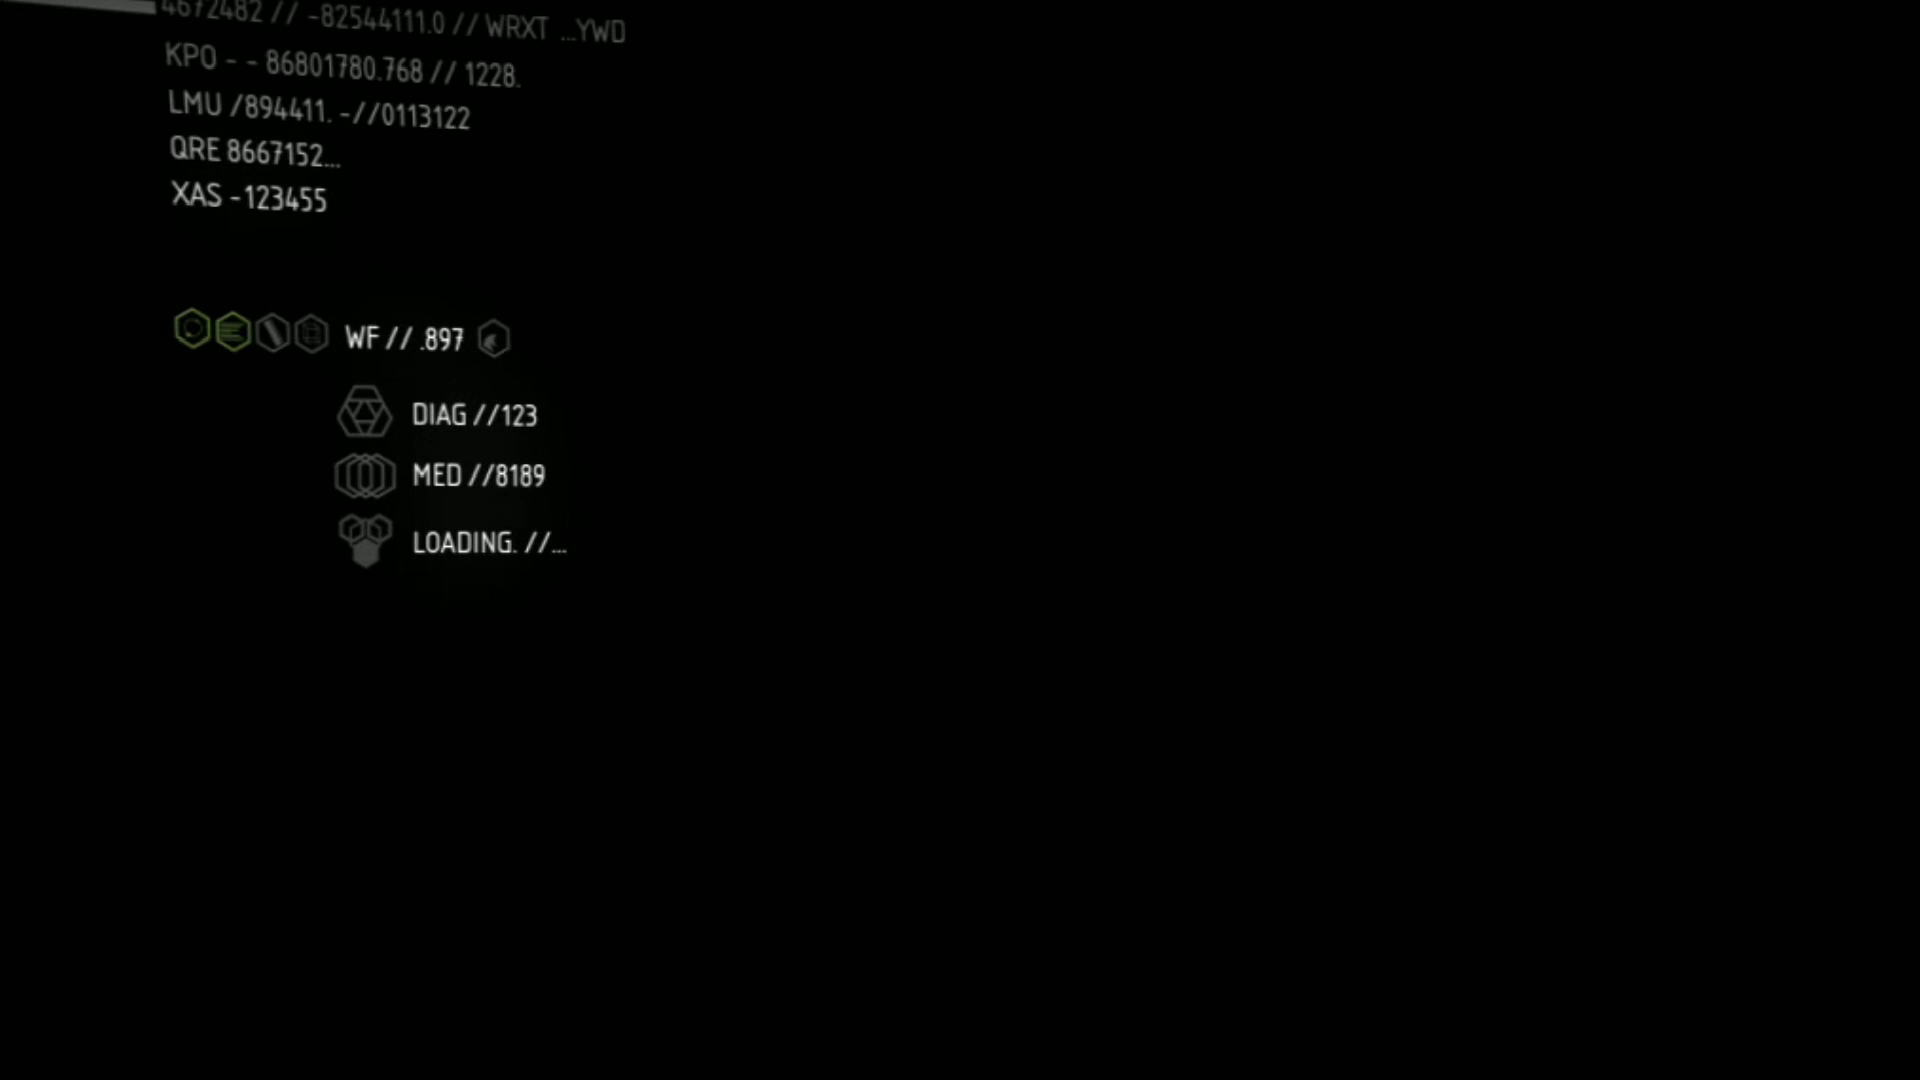 4672482 // -82544111.0 // WRXT ...YWD
KPO - - 86801780.768 // 1228.
LMU /894411. -//0113122
QRE 8667152...
XAS -123455
WF // .897
DIAG //123
MED //8189
LOADING. //...